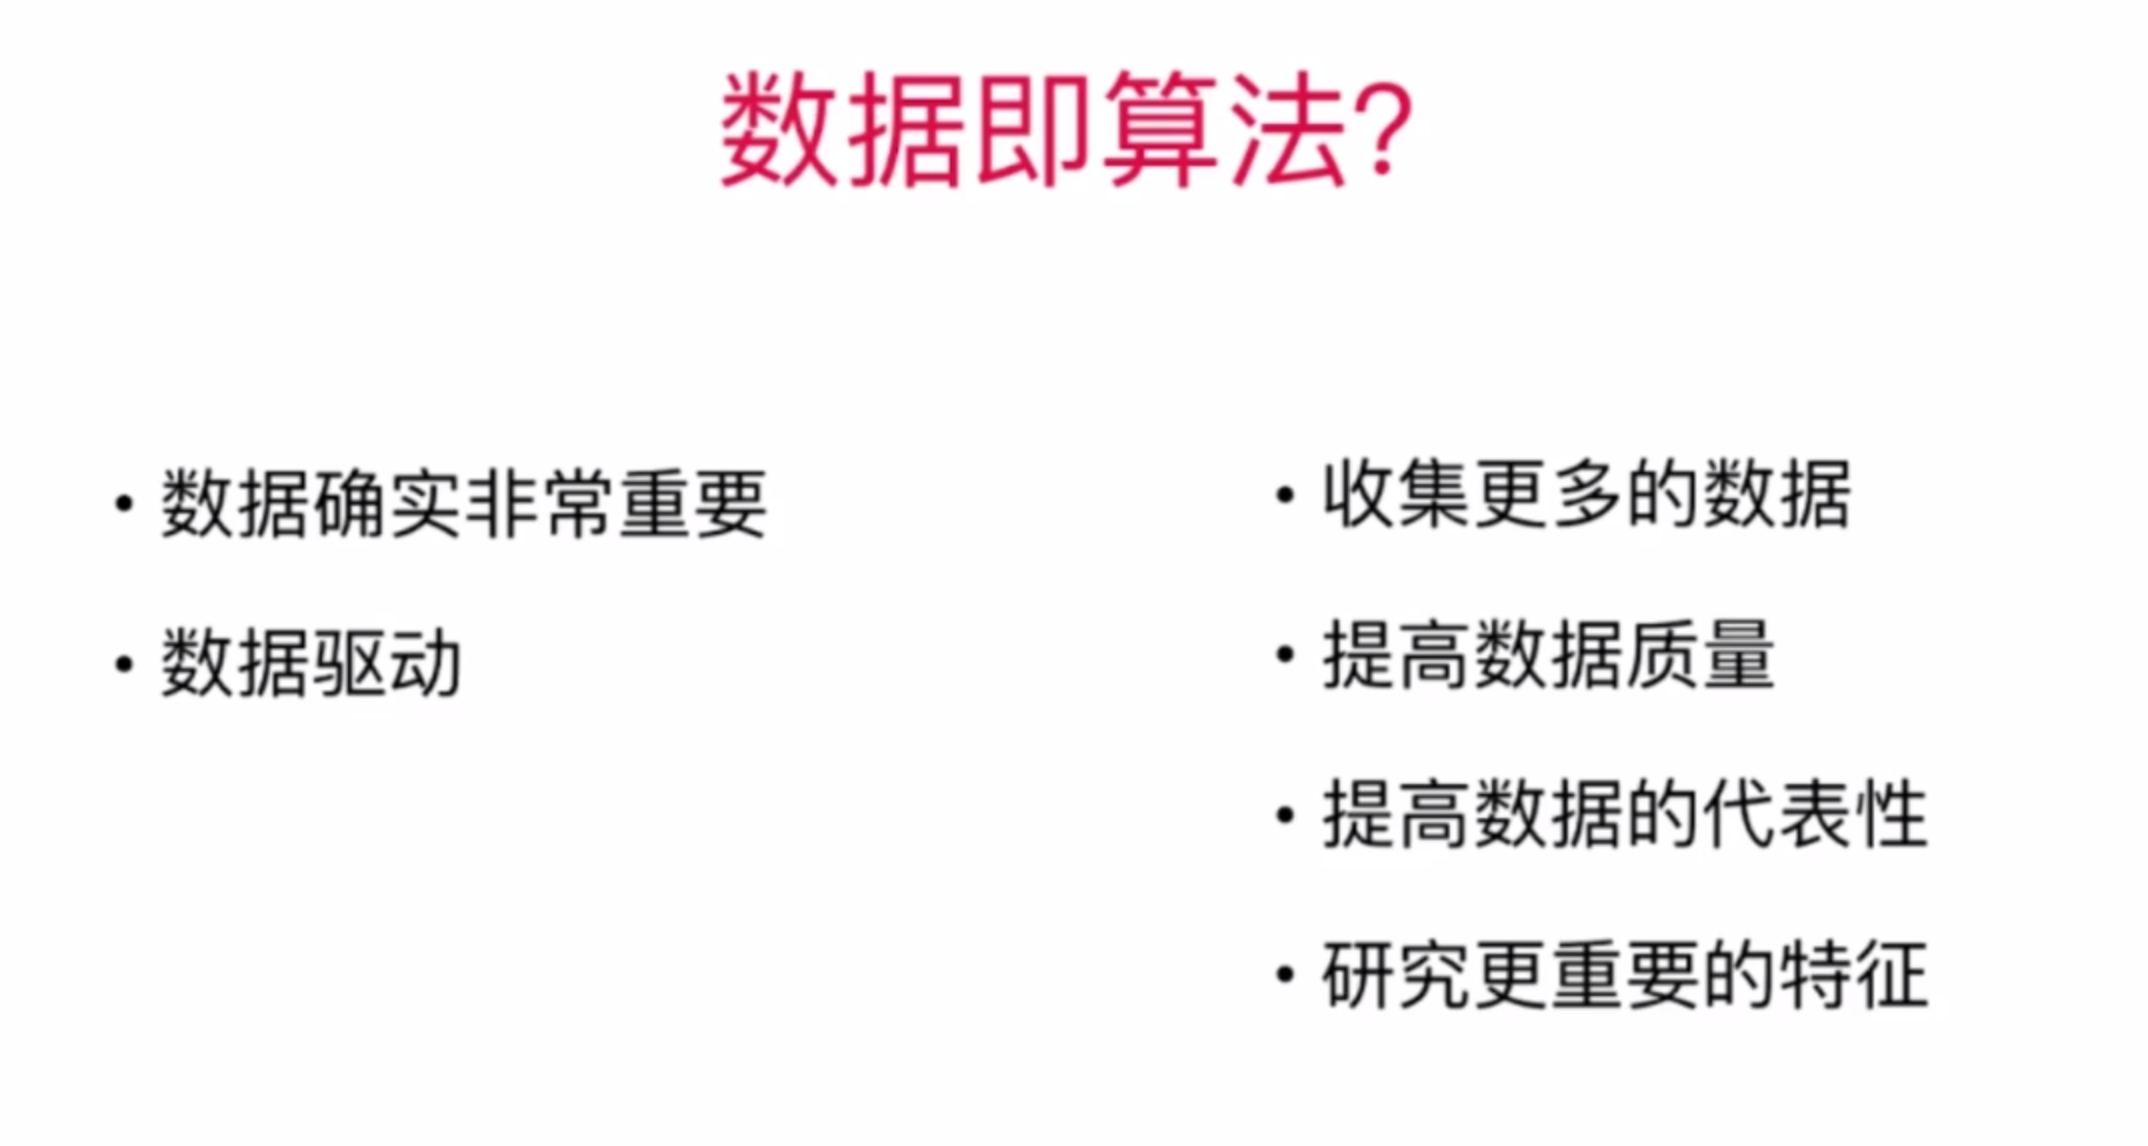 数据即算法?
• 数据确实非常重要
• 数据驱动
• 收集更多的数据
• 提高数据质量
• 提高数据的代表性
• 研究更重要的特征